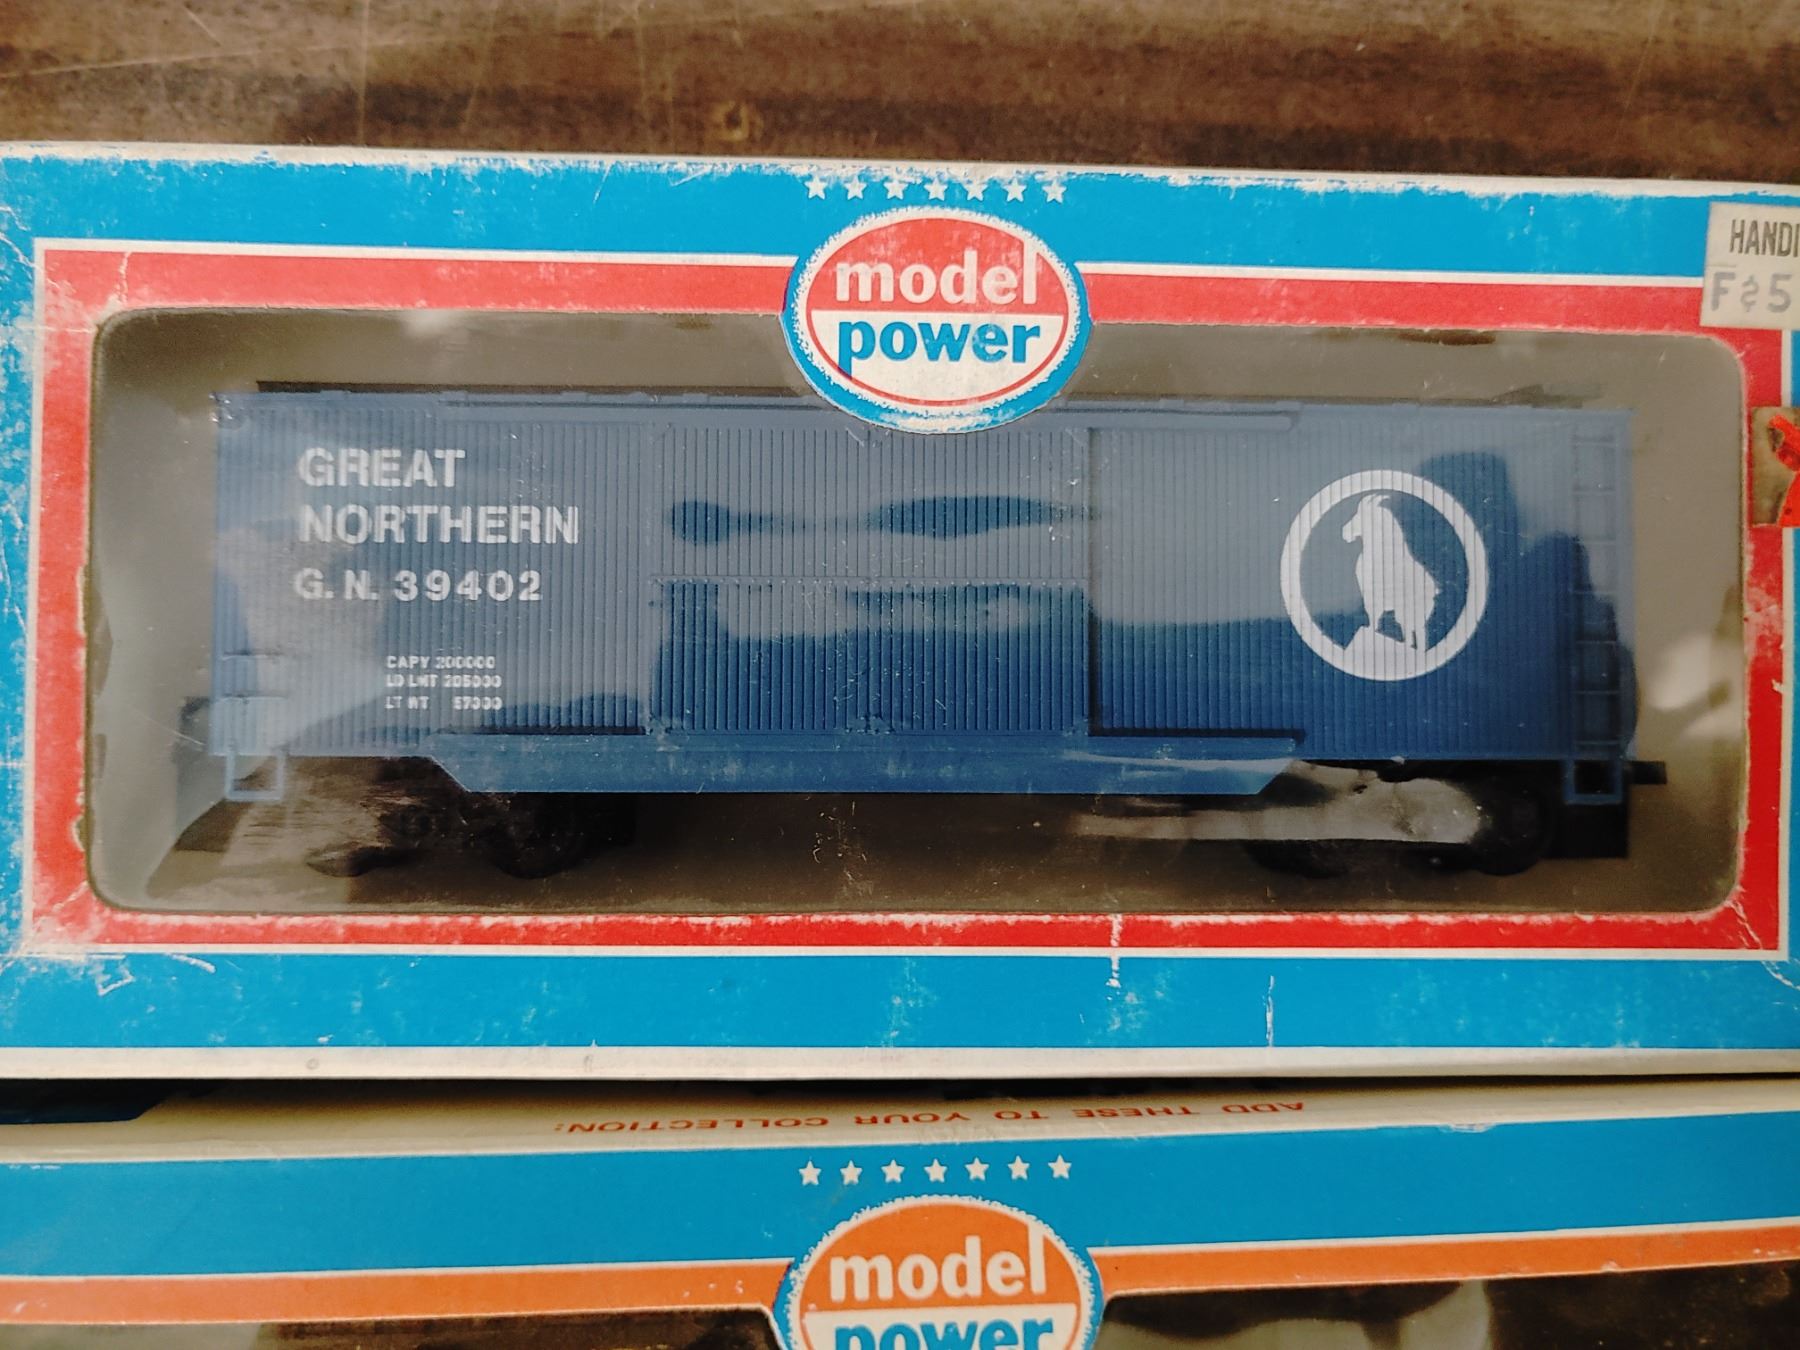 model
power
HANDI
F25
GREAT
NORTHERN
G.N. 39402
CAPY 200000
LD LMT 205000
LT WT 57000
ADD THESE TO YOUR COLLECTION:
model
power